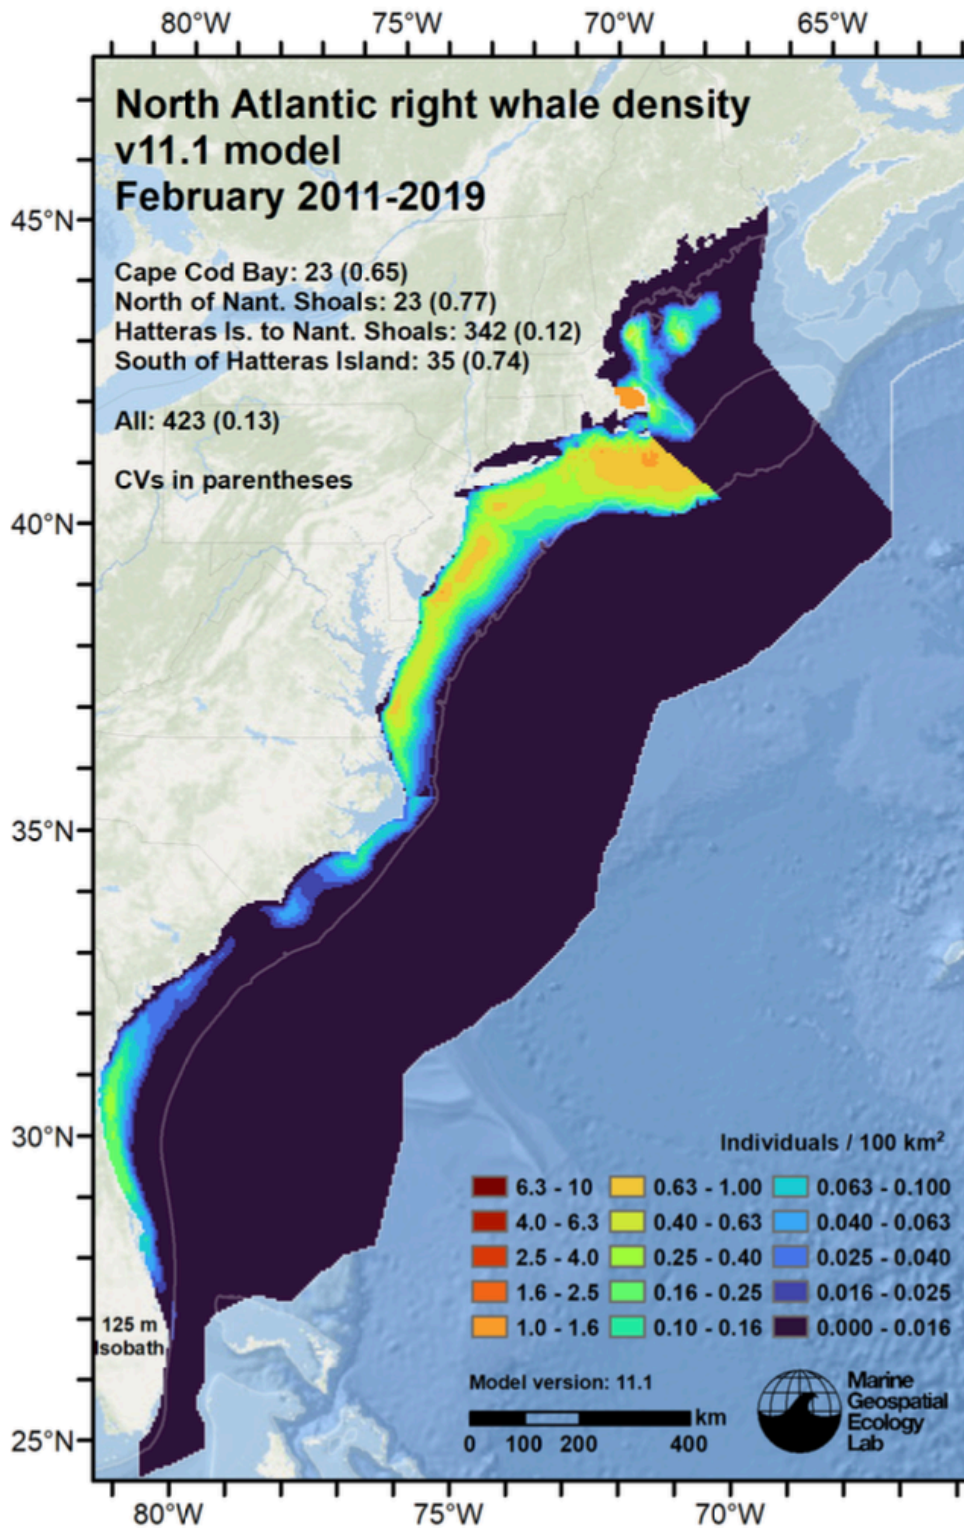 80°W 75°W 70°W 65°W
North Atlantic right whale density
v11.1 model
February 2011-2019
45°N
Cape Cod Bay: 23 (0.65)
North of Nant. Shoals: 23 (0.77)
Hatteras Is. to Nant. Shoals: 342 (0.12)
South of Hatteras Island: 35 (0.74)
All: 423 (0.13)
CVs in parentheses
40°N
35°N
30°N
Individuals / 100 km²
6.3 - 10 0.63 - 1.00 0.063 - 0.100
4.0 - 6.3 0.40 - 0.63 0.040 - 0.063
2.5 - 4.0 0.25 - 0.40 0.025 - 0.040
1.6 - 2.5 0.16 - 0.25 0.016 - 0.025
1.0 - 1.6 0.10 - 0.16 0.000 - 0.016
125 m
Isobath
Model version: 11.1
km
0 100 200 400
Marine
Geospatial
Ecology
Lab
25°N
80°W 75°W 70°W